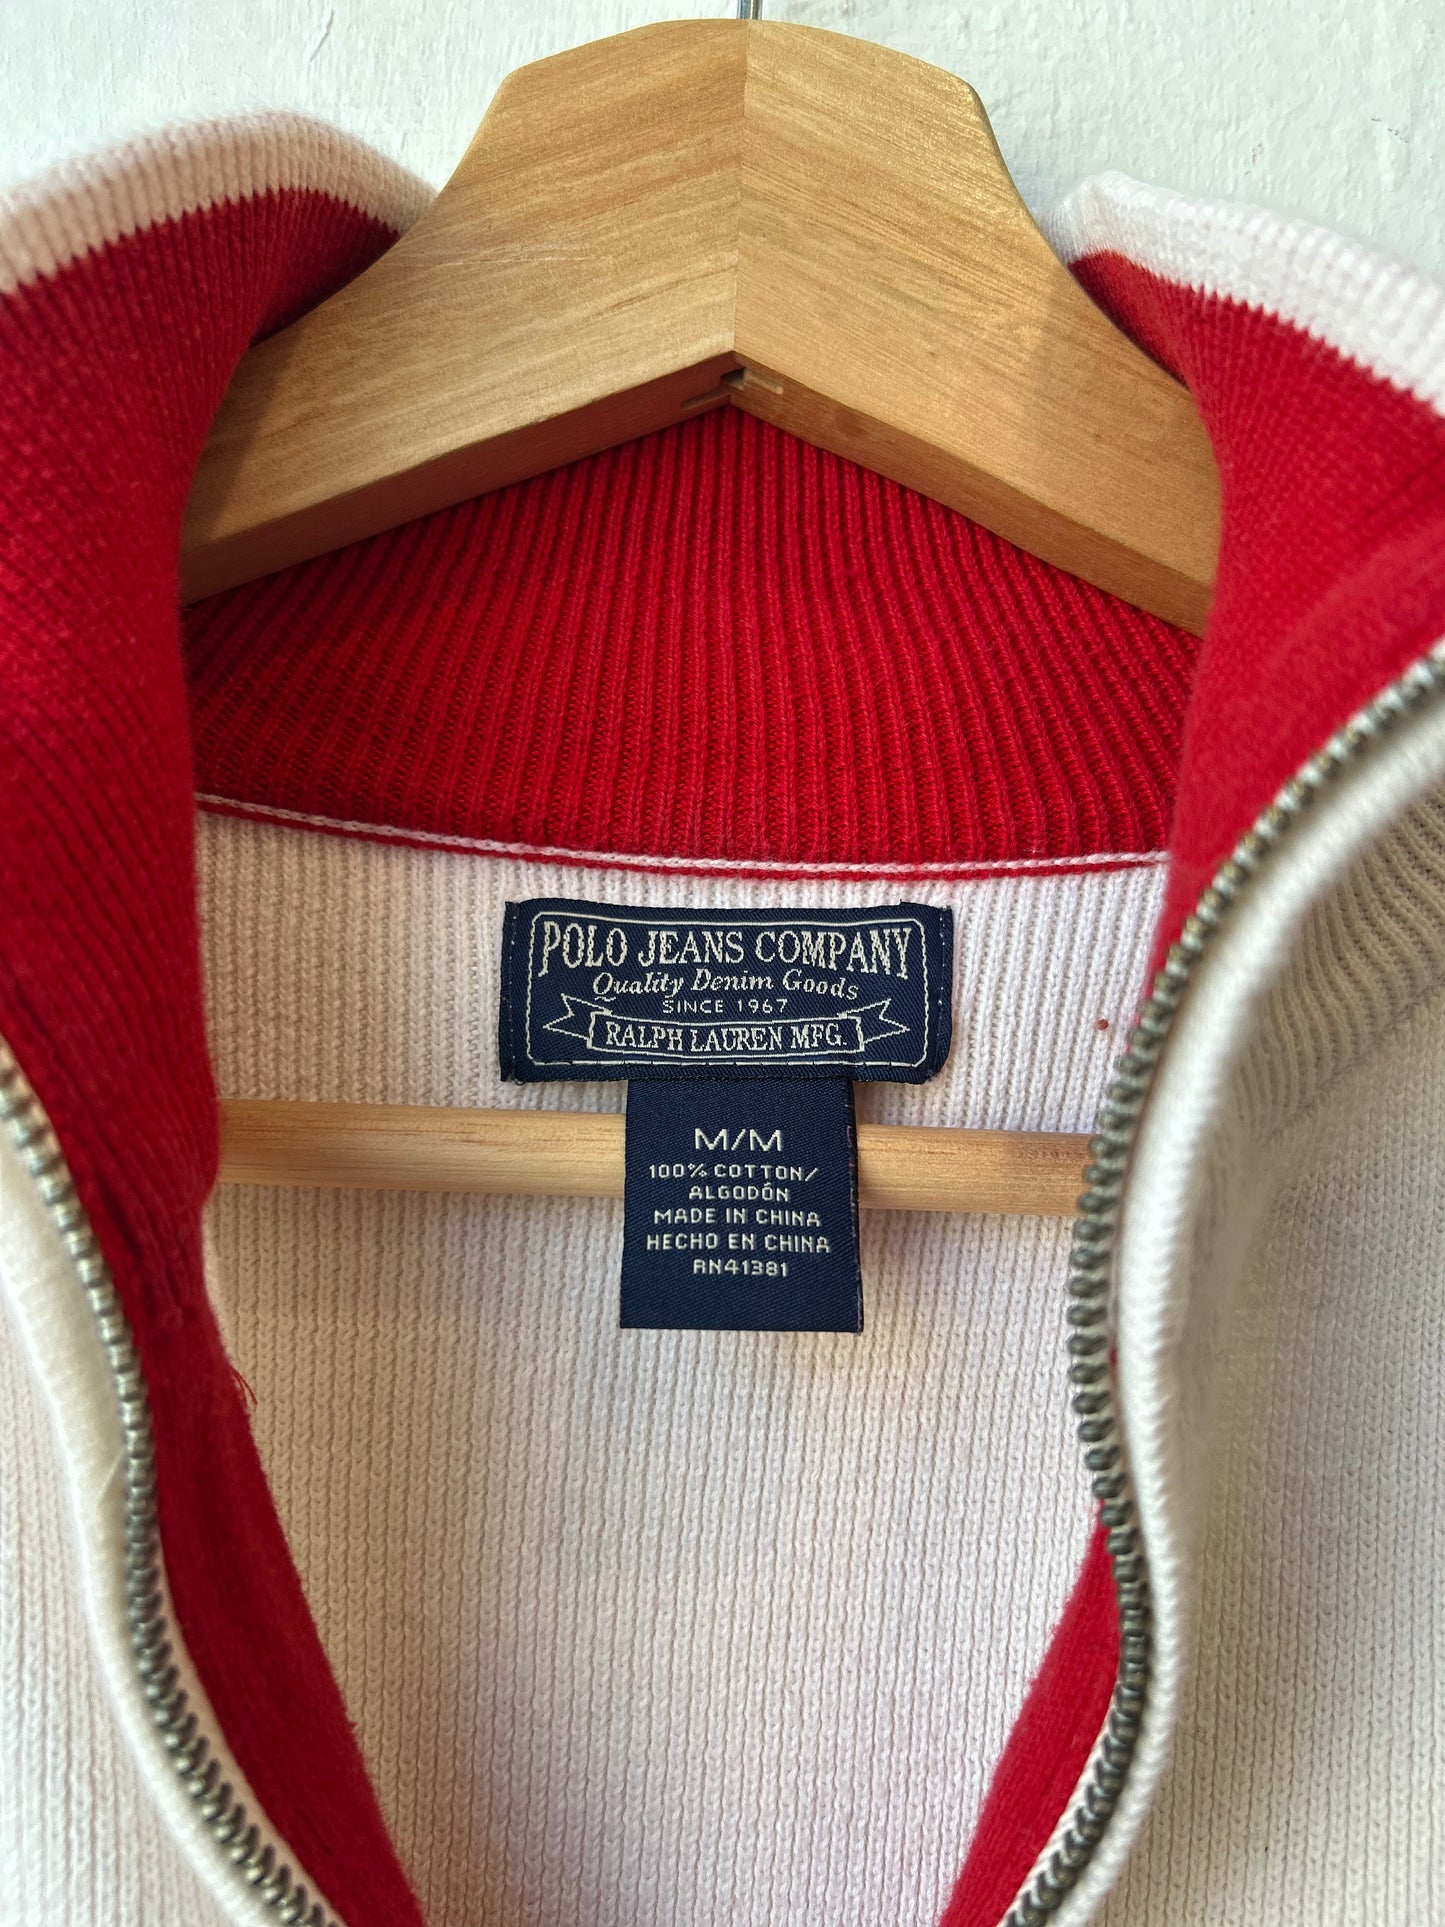 POLO JEANS COMPANY
Quality Denim Goods
SINCE 1967
RALPH LAUREN MFG.
M/M
100% COTTON/
ALGODÓN
MADE IN CHINA
HECHO EN CHINA
RN41381